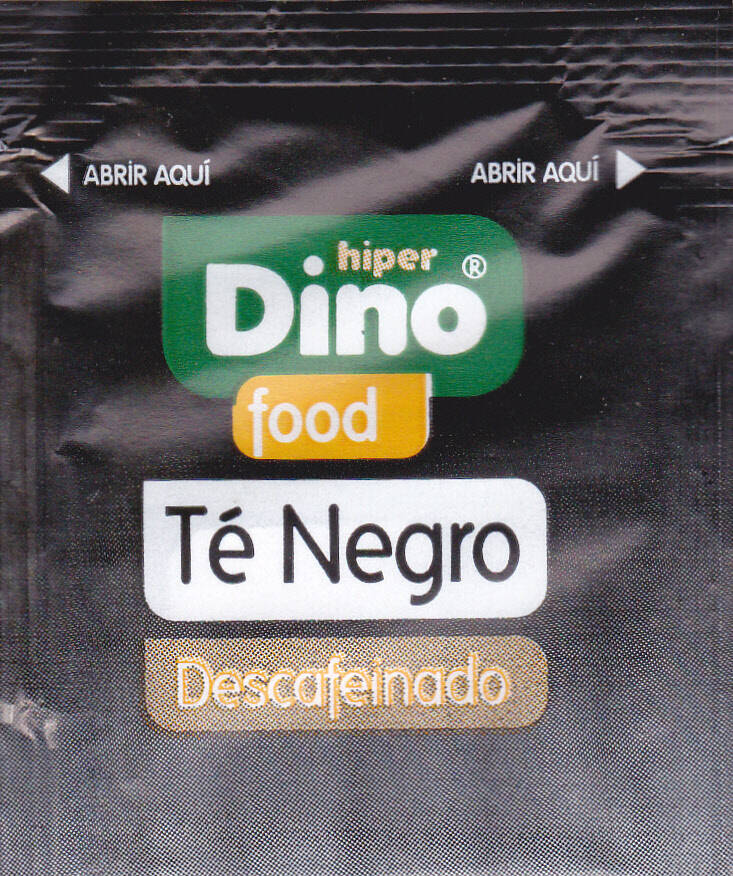 ABRIR AQUÍ ABRIR AQUÍ
hiper
Dino®
food
Té Negro
Descafeinado